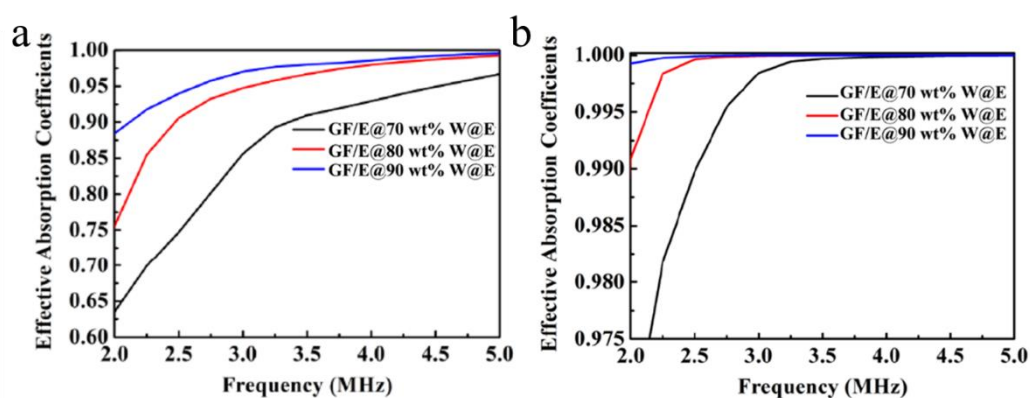 a
Effective Absorption Coefficients
1.00
0.95
0.90
0.85
0.80
0.75
0.70
0.65
0.60
GF/E@70 wt% W@E
GF/E@80 wt% W@E
GF/E@90 wt% W@E
2.0 2.5 3.0 3.5 4.0 4.5 5.0
Frequency (MHz)
b
Effective Absorption Coefficients
1.000
0.995
0.990
0.985
0.980
0.975
GF/E@70 wt% W@E
GF/E@80 wt% W@E
GF/E@90 wt% W@E
2.0 2.5 3.0 3.5 4.0 4.5 5.0
Frequency (MHz)